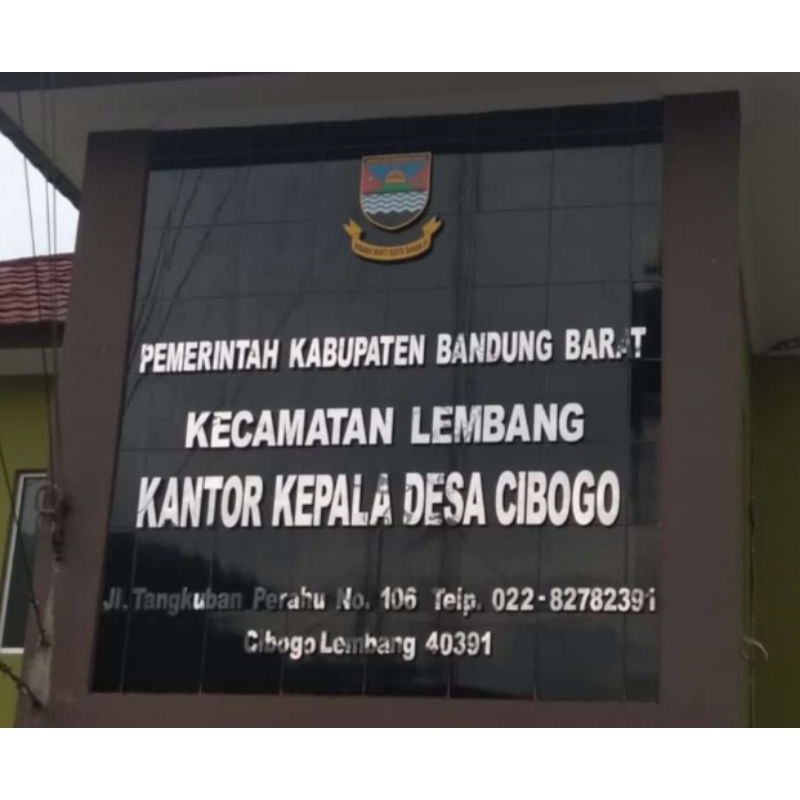 PEMERINTAH KABUPATEN BANDUNG BARAT
KECAMATAN LEMBANG
KANTOR KEPALA DESA CIBOGO
Jl. Tangkuban Perahu No. 106 Telp. 022-82782391
Cibogo Lembang 40391